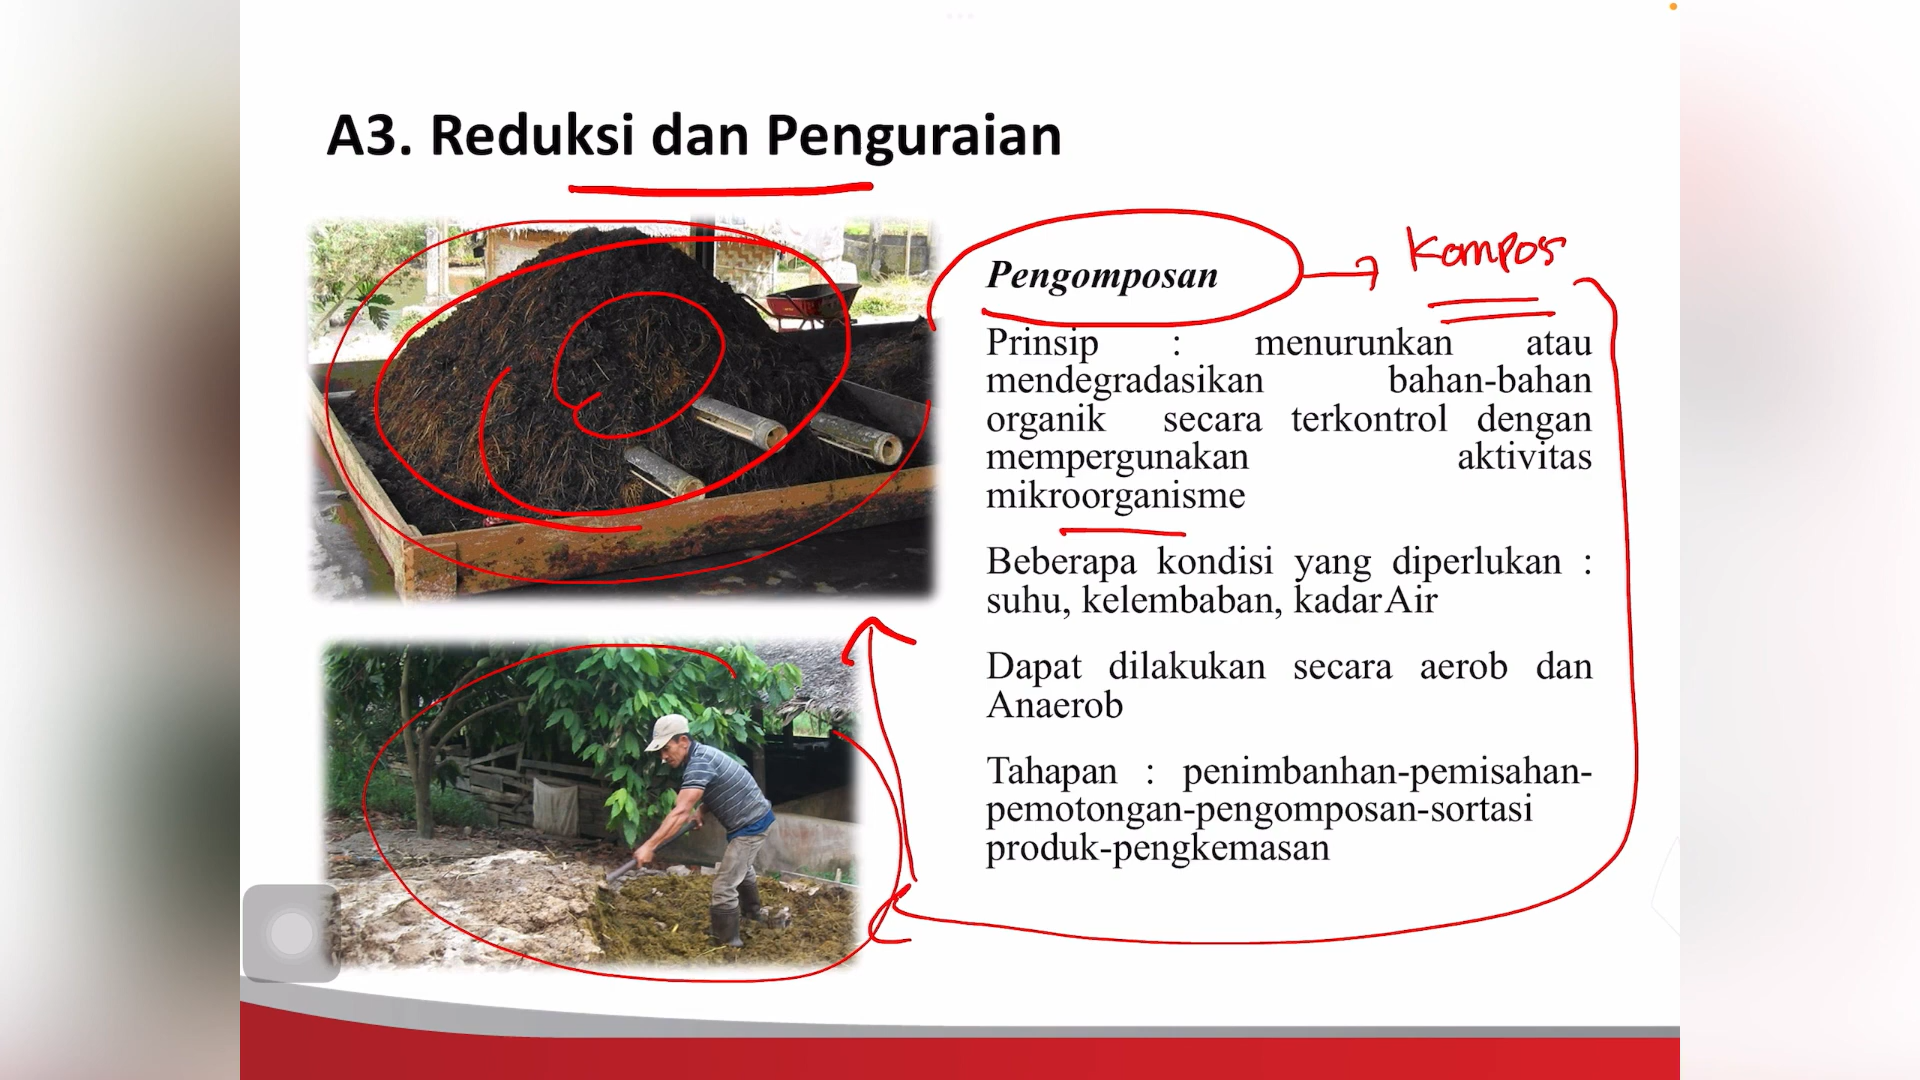 A3. Reduksi dan Penguraian
Pengomposan
Kompos
Prinsip : menurunkan atau
mendegradasikan bahan-bahan
organik secara terkontrol dengan
mempergunakan aktivitas
mikroorganisme
Beberapa kondisi yang diperlukan :
suhu, kelembaban, kadarAir
Dapat dilakukan secara aerob dan
Anaerob
Tahapan : penimbanhan-pemisahan-
pemotongan-pengomposan-sortasi
produk-pengkemasan